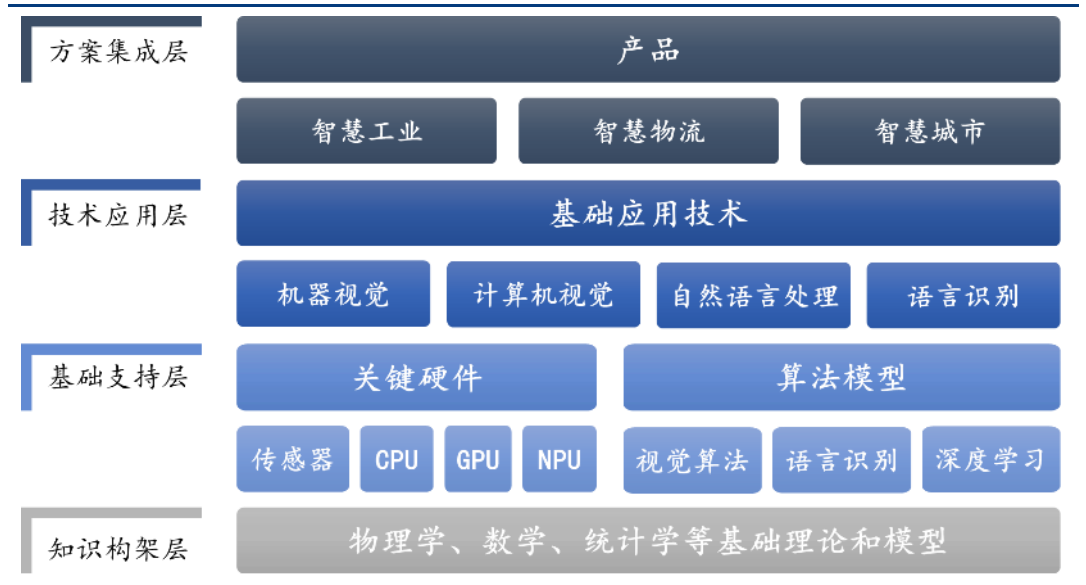 方案集成层
产品
智慧工业 智慧物流 智慧城市
技术应用层
基础应用技术
机器视觉 计算机视觉 自然语言处理 语言识别
基础支持层
关键硬件 算法模型
传感器 CPU GPU NPU 视觉算法 语言识别 深度学习
知识构架层
物理学、数学、统计学等基础理论和模型